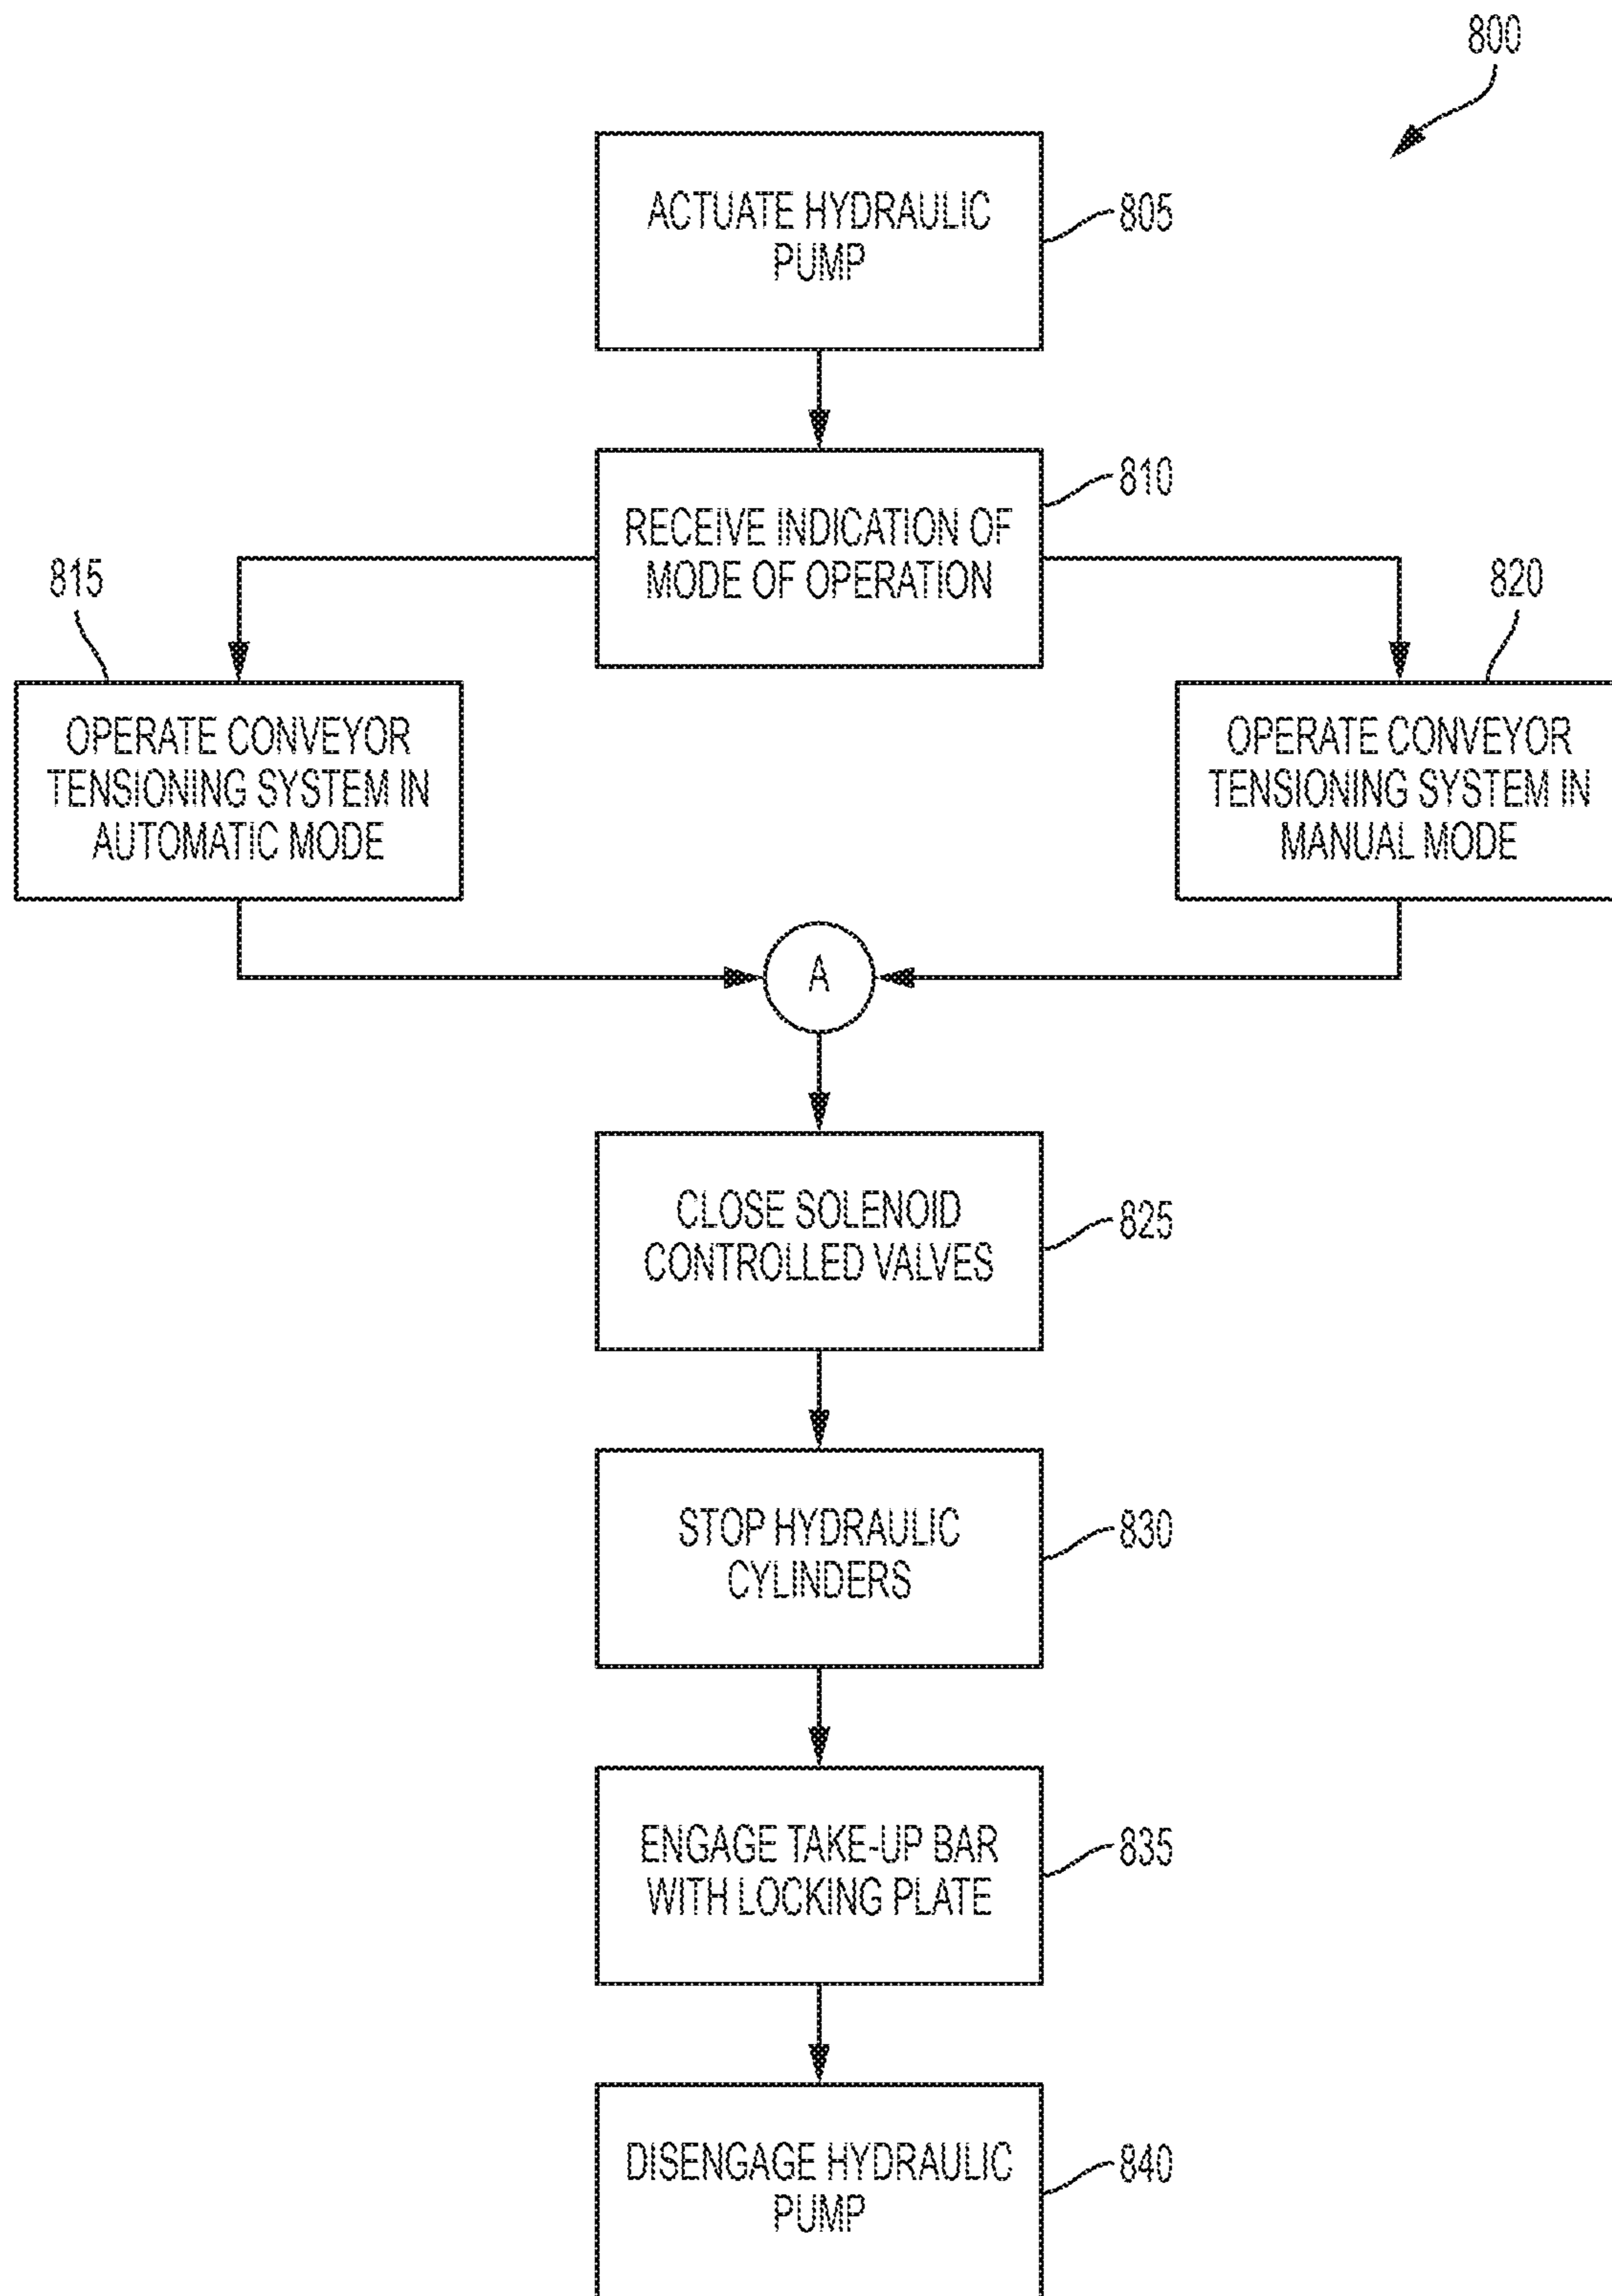 800
ACTUATE HYDRAULIC
PUMP
805
RECEIVE INDICATION OF
MODE OF OPERATION
810
815
820
OPERATE CONVEYOR
TENSIONING SYSTEM IN
AUTOMATIC MODE
OPERATE CONVEYOR
TENSIONING SYSTEM IN
MANUAL MODE
A
CLOSE SOLENOID
CONTROLLED VALVES
825
STOP HYDRAULIC
CYLINDERS
830
ENGAGE TAKE-UP BAR
WITH LOCKING PLATE
835
DISENGAGE HYDRAULIC
PUMP
840